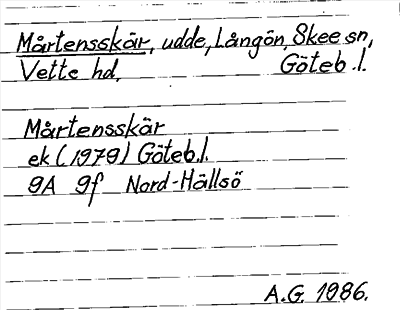 Mårtensskär, udde, Långön, Skee sn,
Vette hd. Göteb.l.
Mårtensskär
ek (1979) Göteb.l.
9A 9f Nord-Hällsö
A.G. 1986.